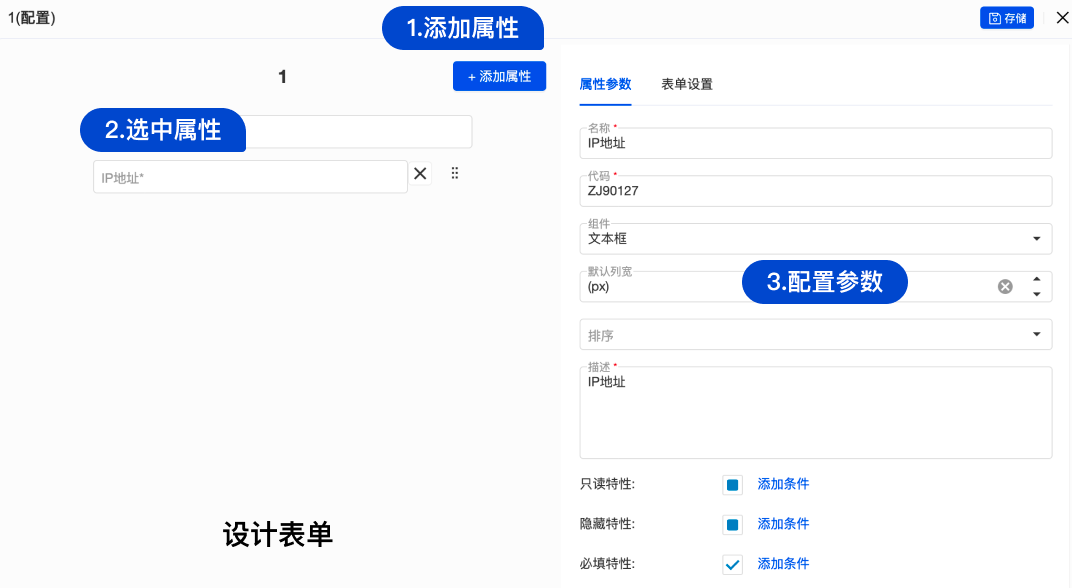 1(配置)
存储
1.添加属性
1
+ 添加属性
2.选中属性
IP地址*
设计表单
属性参数 表单设置
名称 *
IP地址
代码 *
ZJ90127
组件
文本框
默认列宽
(px)
3.配置参数
排序
描述 *
IP地址
只读特性: 添加条件
隐藏特性: 添加条件
必填特性: 添加条件